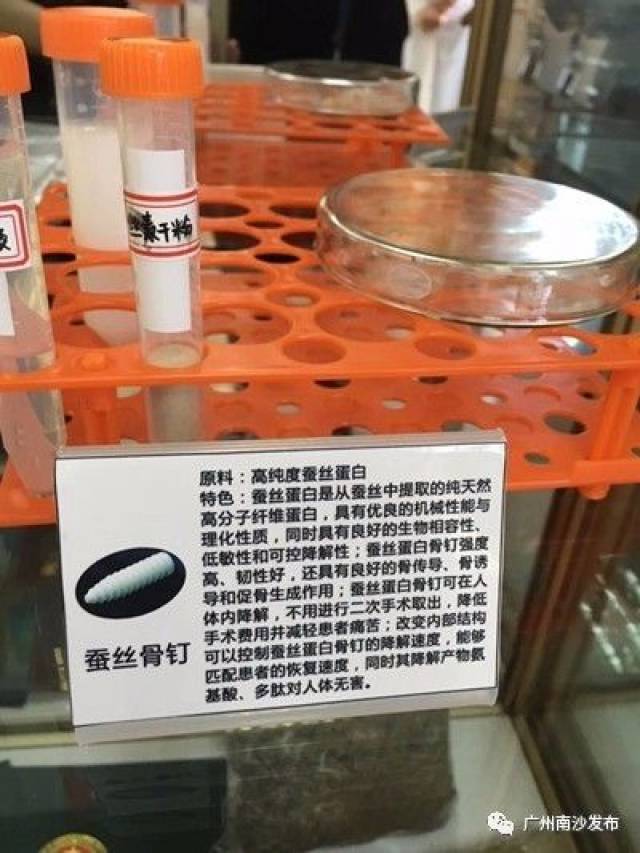 原料：高纯度蚕丝蛋白
特色：蚕丝蛋白是从蚕丝中提取的纯天然
高分子纤维蛋白，具有优良的机械性能与
理化性质，同时具有良好的生物相容性、
低敏性和可控降解性；蚕丝蛋白骨钉强度
高、韧性好，还具有良好的骨传导、骨诱
导和促骨生成作用；蚕丝蛋白骨钉可在人
体内降解，不用进行二次手术取出，降低
手术费用并减轻患者痛苦；改变内部结构
可以控制蚕丝蛋白骨钉的降解速度，能够
匹配患者的恢复速度，同时其降解产物氨
基酸、多肽对人体无害。
蚕丝骨钉
广州南沙发布